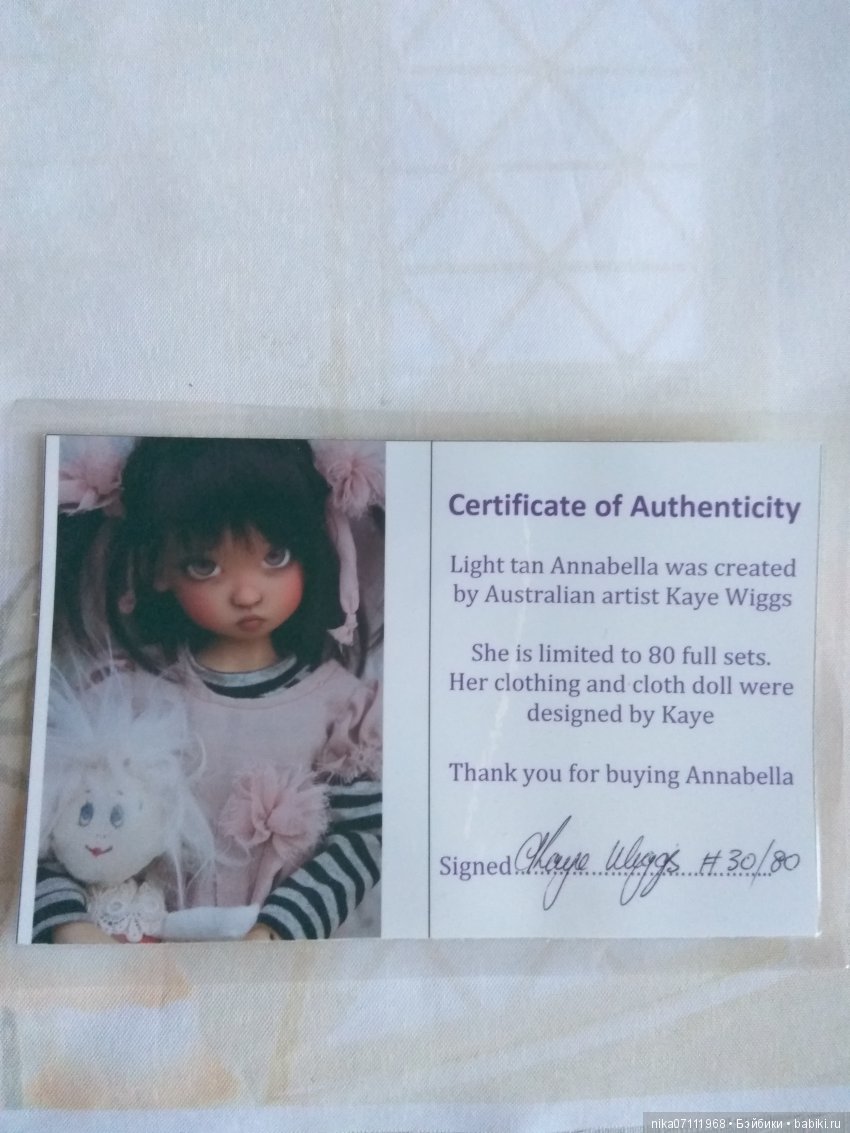 Certificate of Authenticity
Light tan Annabella was created
by Australian artist Kaye Wiggs
She is limited to 80 full sets.
Her clothing and cloth doll were
designed by Kaye
Thank you for buying Annabella
Signed Kaye Wiggs #30/80
nika07111968 • Бэйбики • babiki.ru